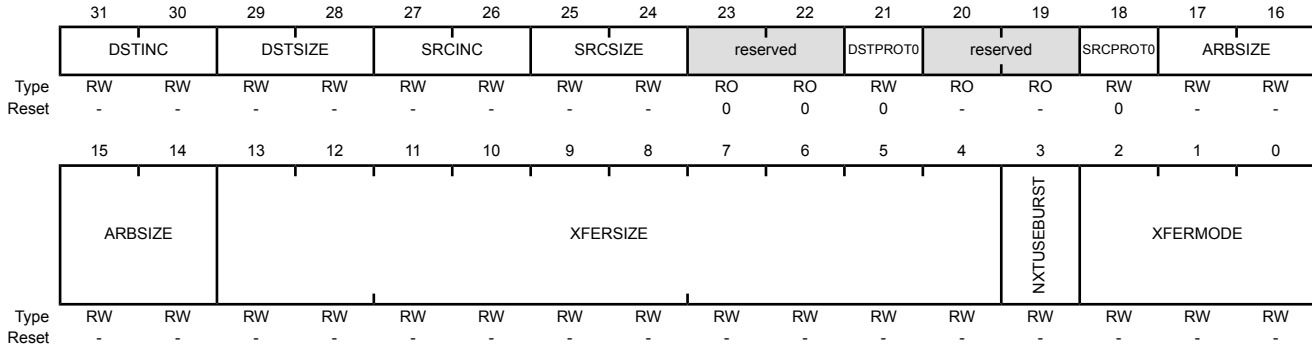 31 30 29 28 27 26 25 24 23 22 21 20 19 18 17 16
DSTINC DSTSIZE SRCINC SRCSIZE reserved DSTPROT0 reserved SRCPROT0 ARBSIZE
Type RW RW RW RW RW RW RW RW RO RO RW RO RO RW RW RW
Reset - - - - - - - - 0 0 0 - - 0 - -
15 14 13 12 11 10 9 8 7 6 5 4 3 2 1 0
ARBSIZE XFERSIZE NXTUSEBURST XFERMODE
Type RW RW RW RW RW RW RW RW RW RW RW RW RW RW RW RW
Reset - - - - - - - - - - - - - - - -